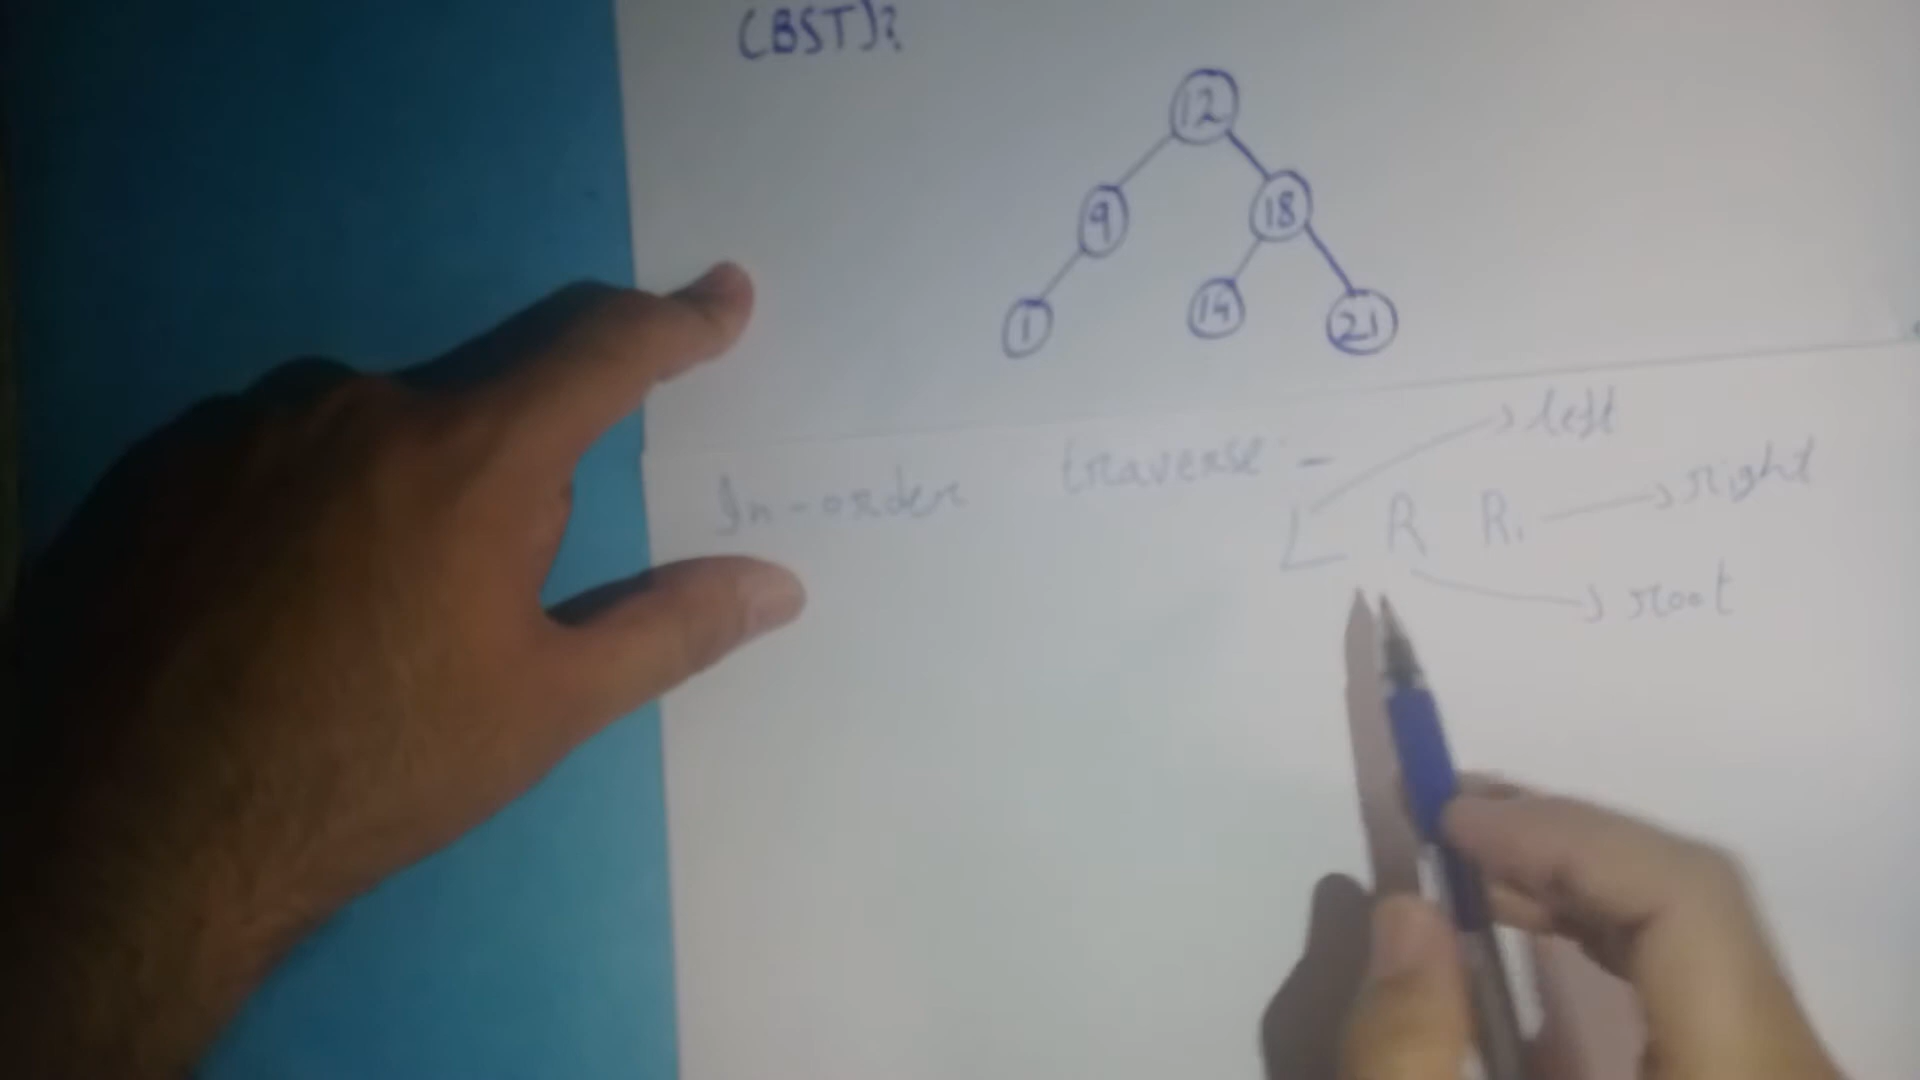 (BST)?
12
9 18
1 14 21
In-order traverse - left
L R R. right
root